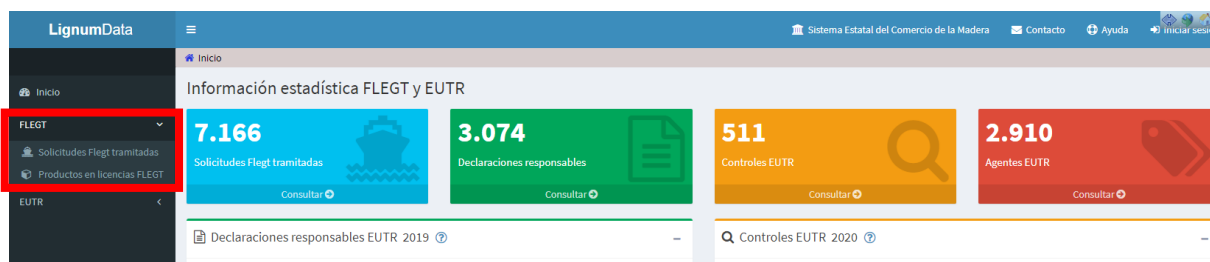 LignumData
Sistema Estatal del Comercio de la Madera
Contacto
Ayuda
Iniciar
Inicio
Inicio
Información estadística FLEGT y EUTR
FLEGT
Solicitudes Flegt tramitadas
Productos en licencias FLEGT
EUTR
7.166
Solicitudes Flegt tramitadas
Consultar
3.074
Declaraciones responsables
Consultar
511
Controles EUTR
Consultar
2.910
Agentes EUTR
Consultar
Declaraciones responsables EUTR 2019
Controles EUTR 2020